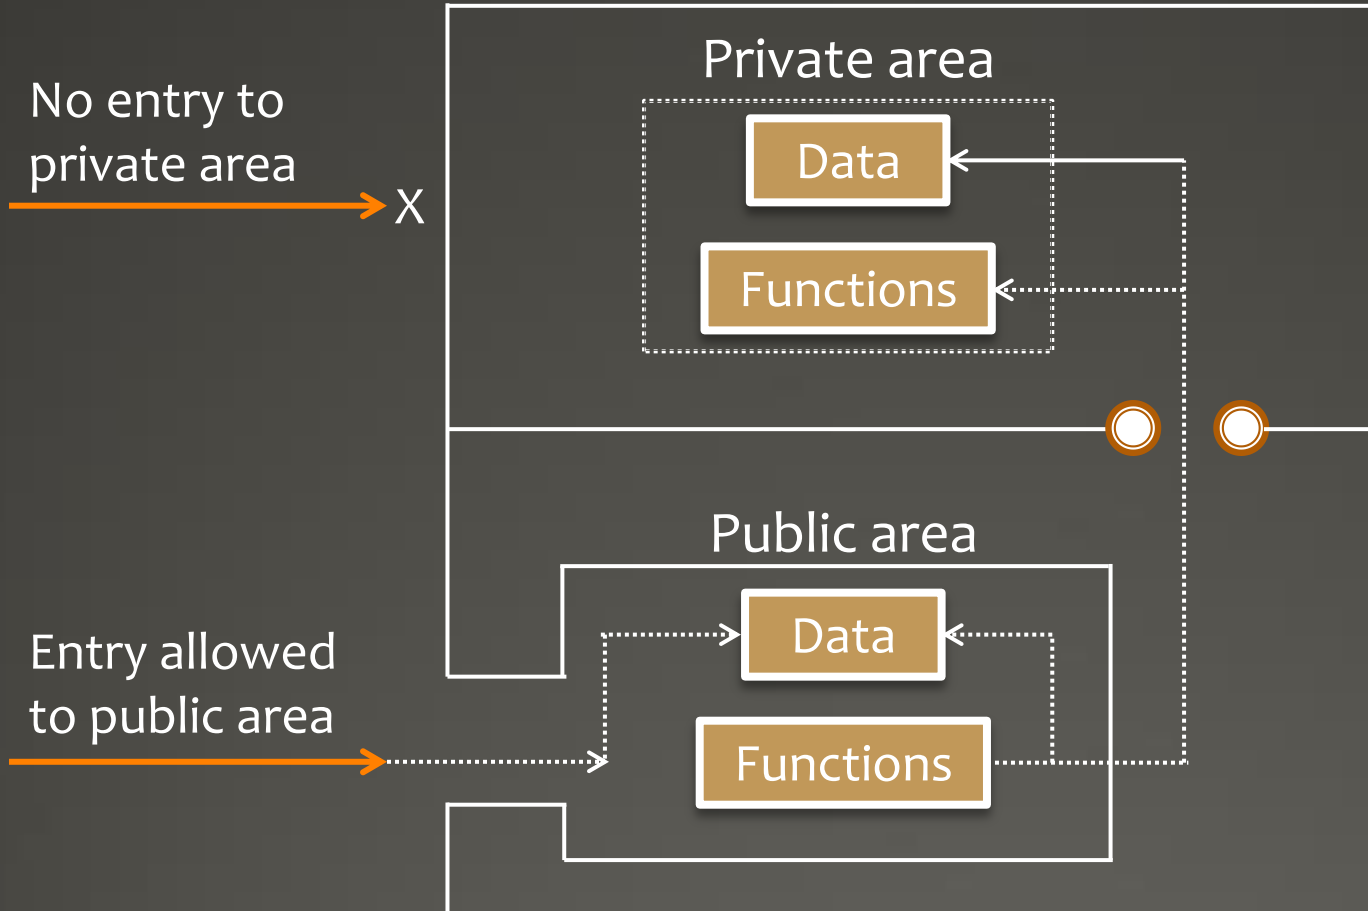 Private area
No entry to
private area
X
Data
Functions
Public area
Entry allowed
to public area
Data
Functions